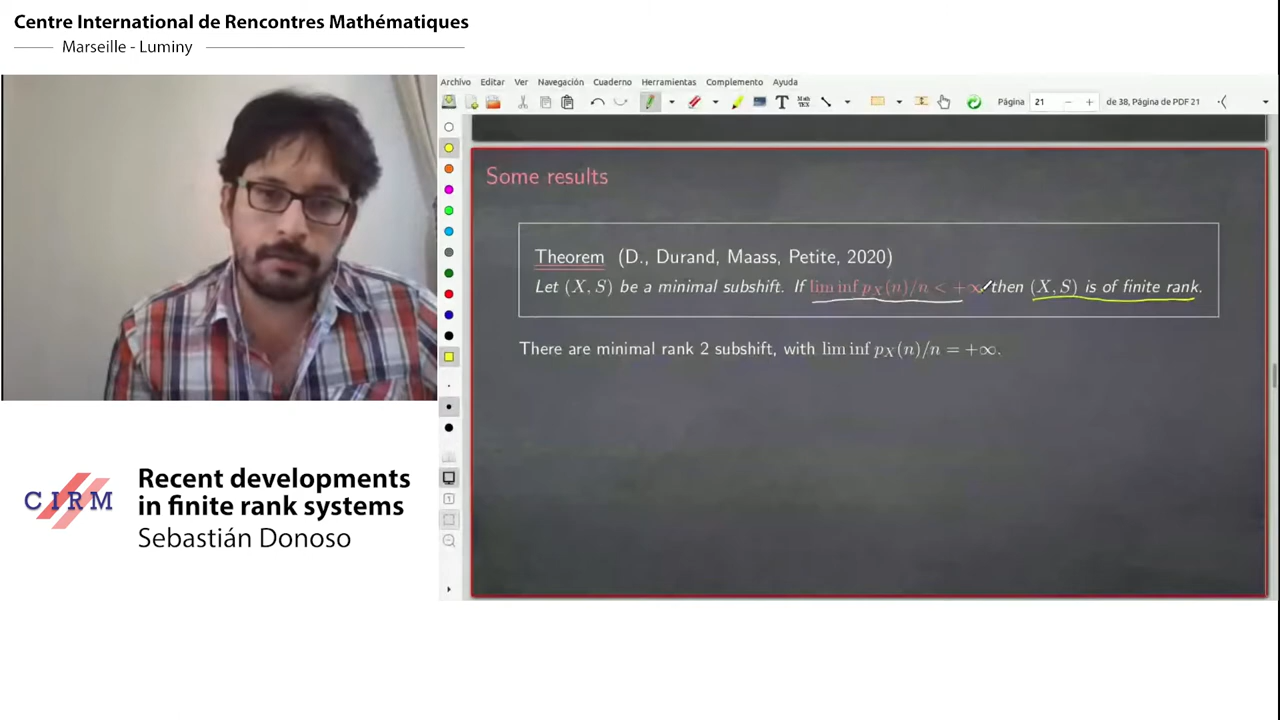 Centre International de Rencontres Mathématiques
Marseille - Luminy
Archivo Editar Ver Navegación Cuaderno Herramientas Complemento Ayuda
Página 21 de 38, Página de PDF 21
Some results
Theorem (D., Durand, Maass, Petite, 2020)
Let (X, S) be a minimal subshift. If lim inf p_X(n)/n < +∞ then (X, S) is of finite rank.
There are minimal rank 2 subshift, with lim inf p_X(n)/n = +∞.
CIRM
Recent developments
in finite rank systems
Sebastián Donoso